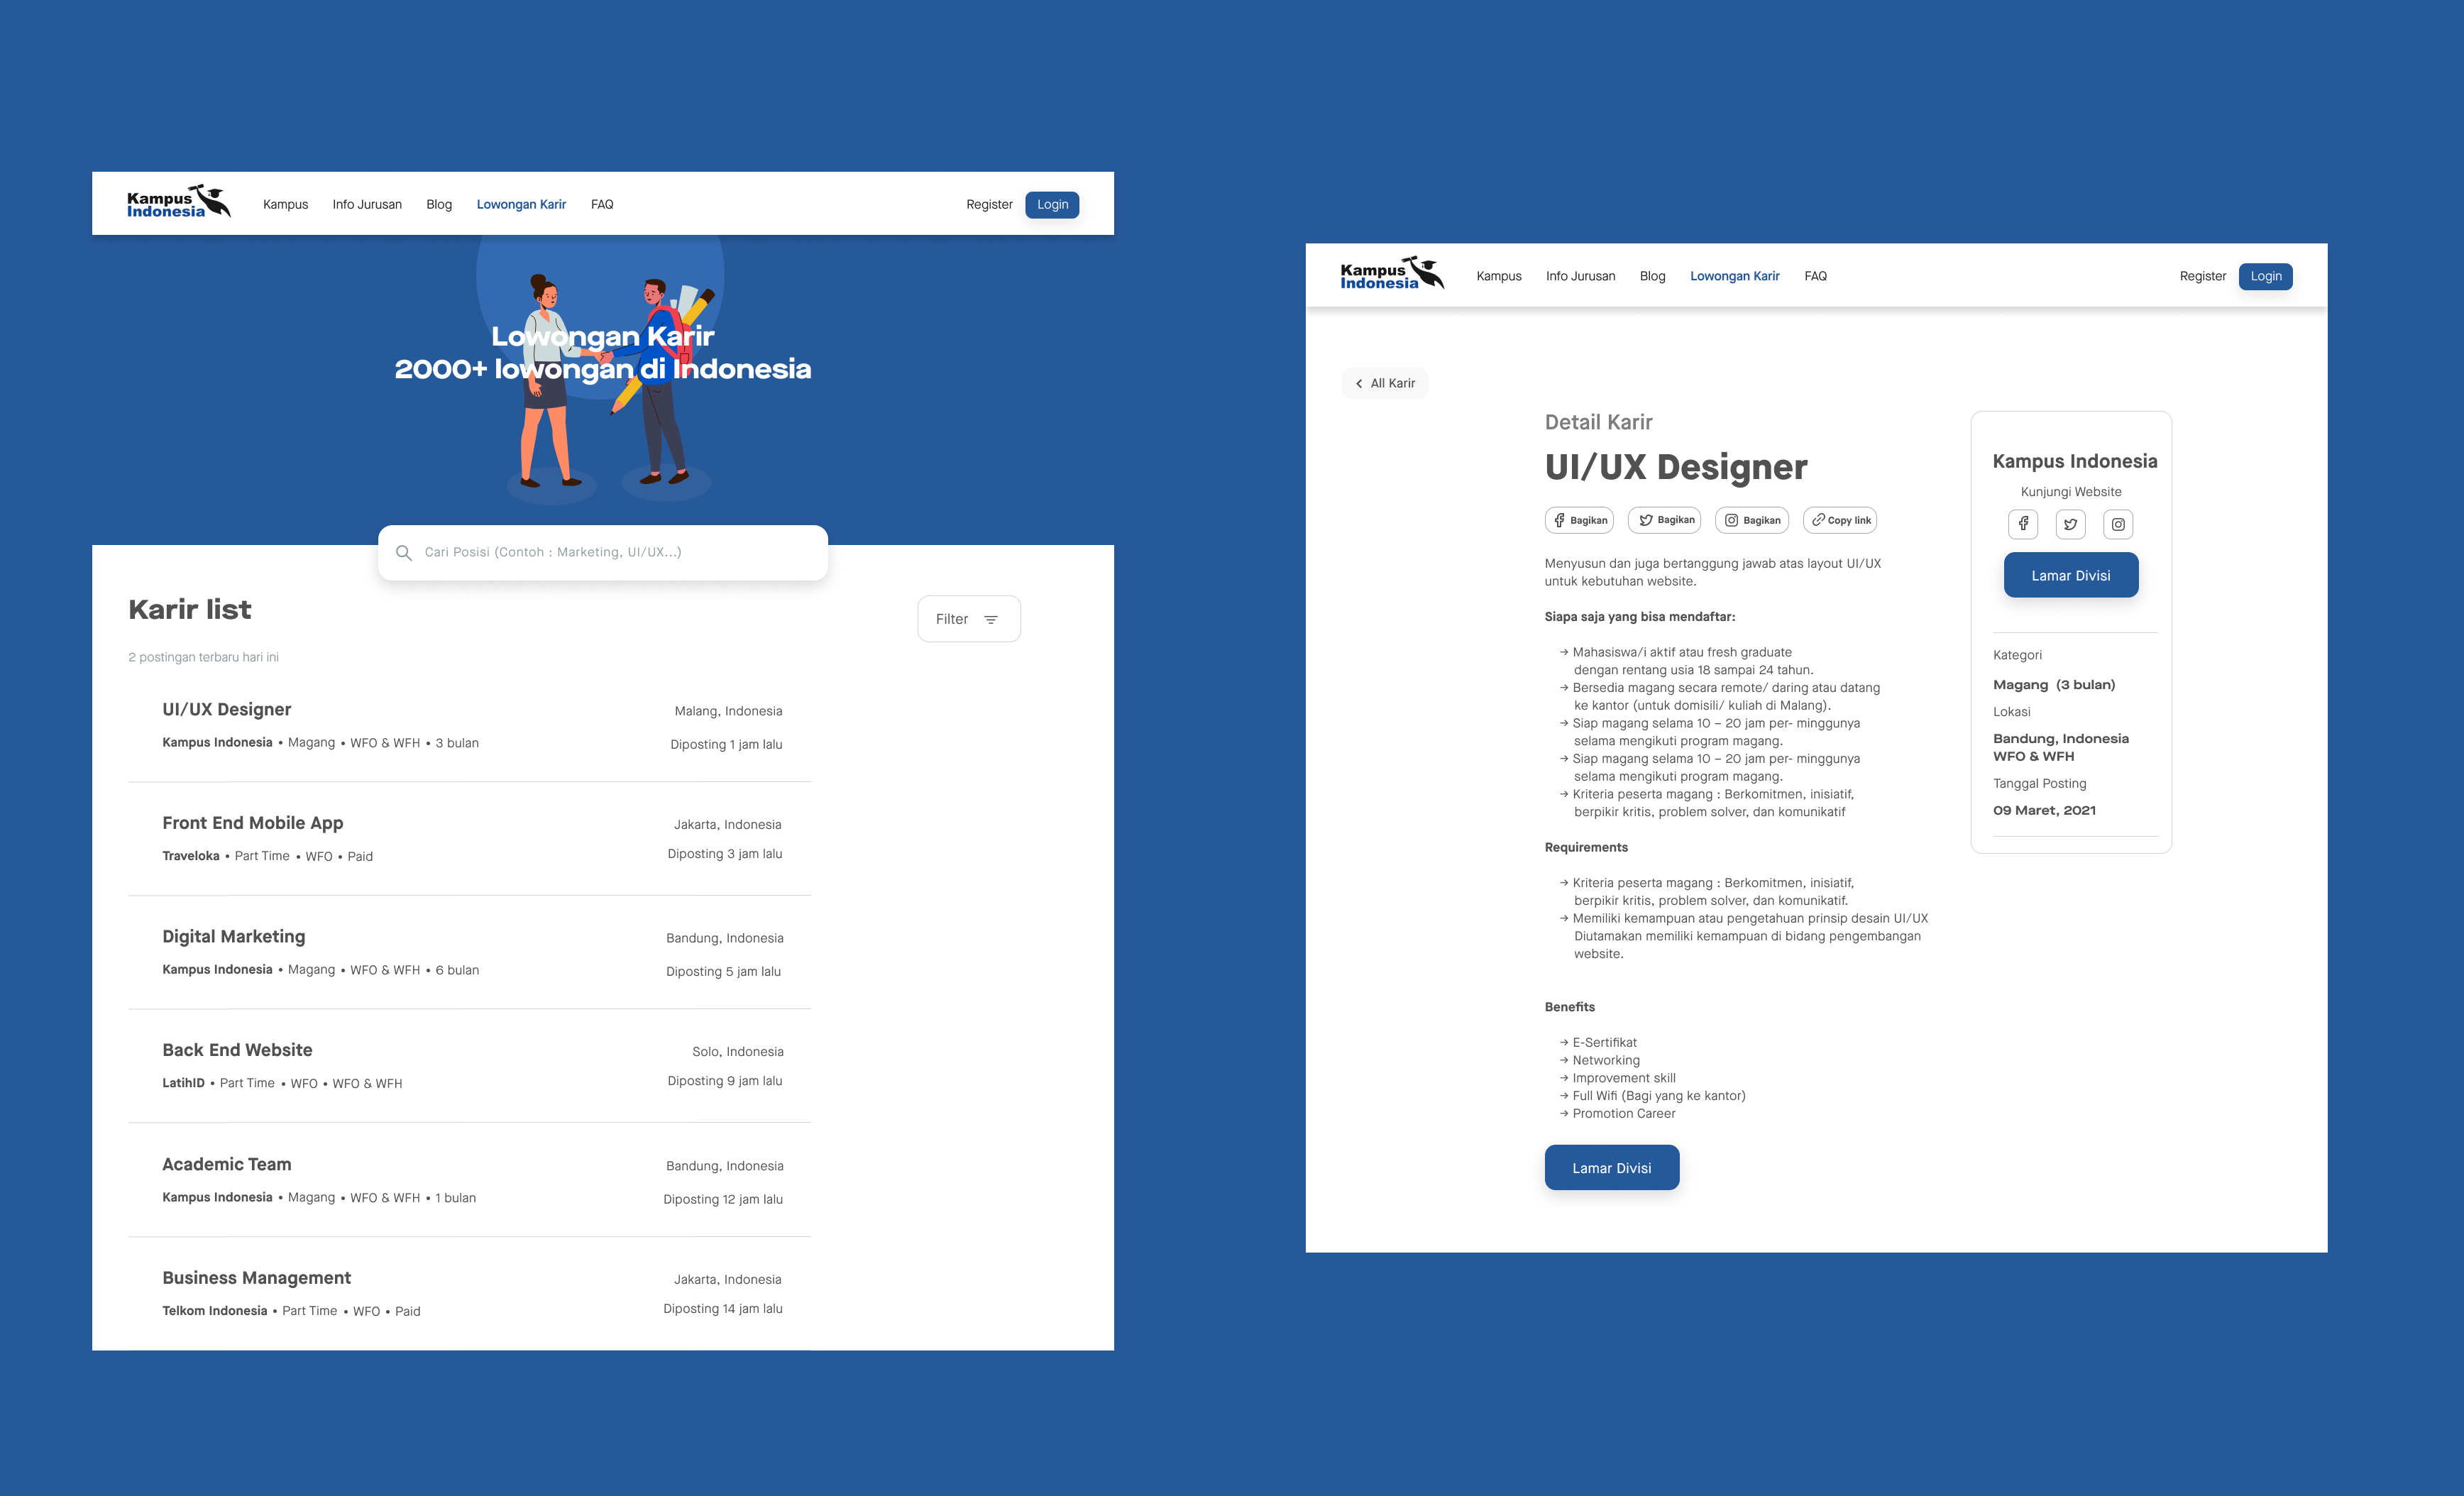 Kampus
Indonesia
Kampus Info Jurusan Blog Lowongan Karir FAQ Register Login
Lowongan Karir
2000+ lowongan di Indonesia
Cari Posisi (Contoh : Marketing, UI/UX...)
Karir list
Filter
2 postingan terbaru hari ini
UI/UX Designer
Malang, Indonesia
Kampus Indonesia • Magang • WFO & WFH • 3 bulan
Diposting 1 jam lalu
Front End Mobile App
Jakarta, Indonesia
Traveloka • Part Time • WFO • Paid
Diposting 3 jam lalu
Digital Marketing
Bandung, Indonesia
Kampus Indonesia • Magang • WFO & WFH • 6 bulan
Diposting 5 jam lalu
Back End Website
Solo, Indonesia
LatihID • Part Time • WFO • WFO & WFH
Diposting 9 jam lalu
Academic Team
Bandung, Indonesia
Kampus Indonesia • Magang • WFO & WFH • 1 bulan
Diposting 12 jam lalu
Business Management
Jakarta, Indonesia
Telkom Indonesia • Part Time • WFO • Paid
Diposting 14 jam lalu
Kampus
Indonesia
Kampus Info Jurusan Blog Lowongan Karir FAQ Register Login
All Karir
Detail Karir
UI/UX Designer
Bagikan Bagikan Bagikan Copy link
Menyusun dan juga bertanggung jawab atas layout UI/UX
untuk kebutuhan website.
Siapa saja yang bisa mendaftar:
→ Mahasiswa/i aktif atau fresh graduate
dengan rentang usia 18 sampai 24 tahun.
→ Bersedia magang secara remote/ daring atau datang
ke kantor (untuk domisili/ kuliah di Malang).
→ Siap magang selama 10 – 20 jam per- minggunya
selama mengikuti program magang.
→ Siap magang selama 10 – 20 jam per- minggunya
selama mengikuti program magang.
→ Kriteria peserta magang : Berkomitmen, inisiatif,
berpikir kritis, problem solver, dan komunikatif
Requirements
→ Kriteria peserta magang : Berkomitmen, inisiatif,
berpikir kritis, problem solver, dan komunikatif.
→ Memiliki kemampuan atau pengetahuan prinsip desain UI/UX
Diutamakan memiliki kemampuan di bidang pengembangan
website.
Benefits
→ E-Sertifikat
→ Networking
→ Improvement skill
→ Full Wifi (Bagi yang ke kantor)
→ Promotion Career
Lamar Divisi
Kampus Indonesia
Kunjungi Website
Lamar Divisi
Kategori
Magang (3 bulan)
Lokasi
Bandung, Indonesia
WFO & WFH
Tanggal Posting
09 Maret, 2021